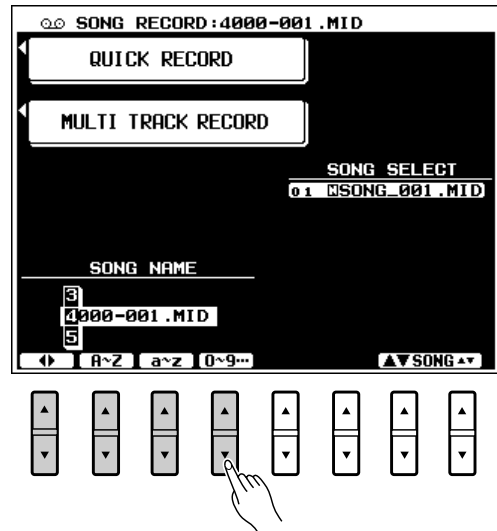 SONG RECORD:4000-001.MID
QUICK RECORD
MULTI TRACK RECORD
SONG SELECT
01 NSONG_001.MID
SONG NAME
3
4000-001.MID
5
A~Z a~z 0~9… ▲▼SONG▲▼